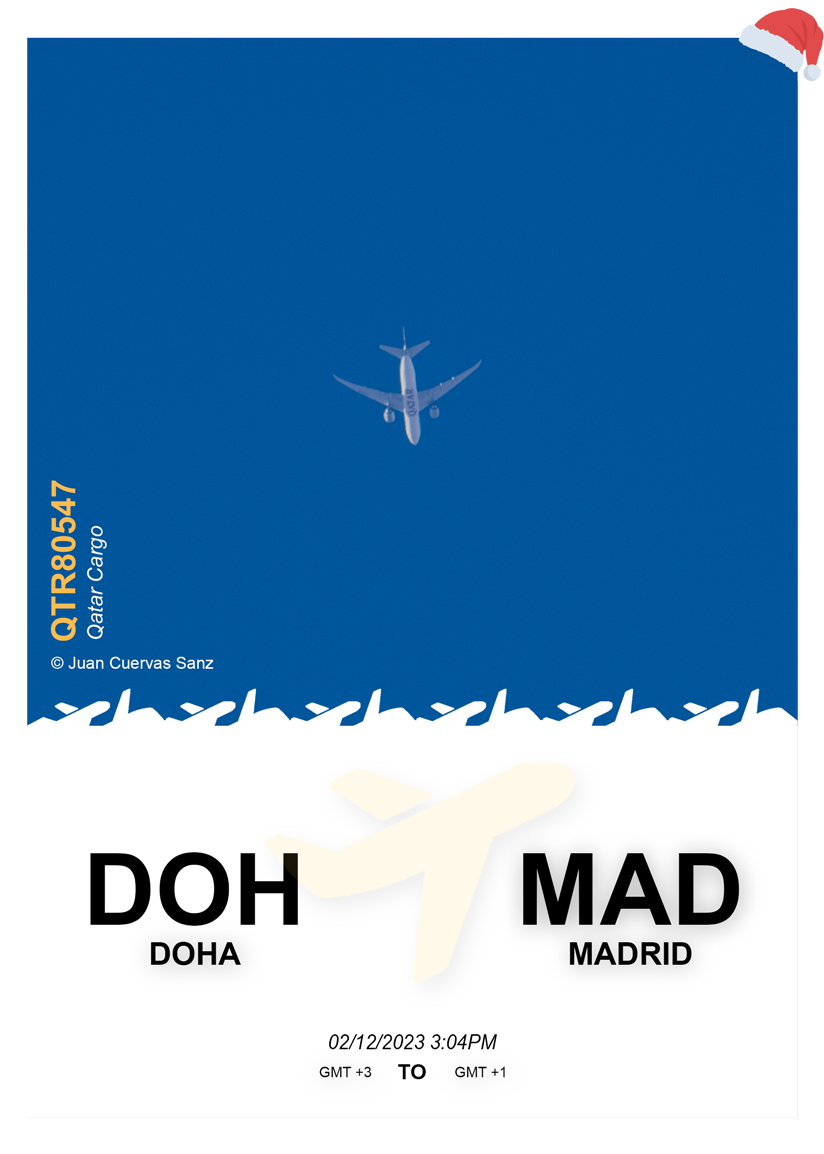 QATAR
QTR80547
Qatar Cargo
© Juan Cuervas Sanz
DOH
MAD
DOHA
MADRID
02/12/2023 3:04PM
GMT +3 TO GMT +1